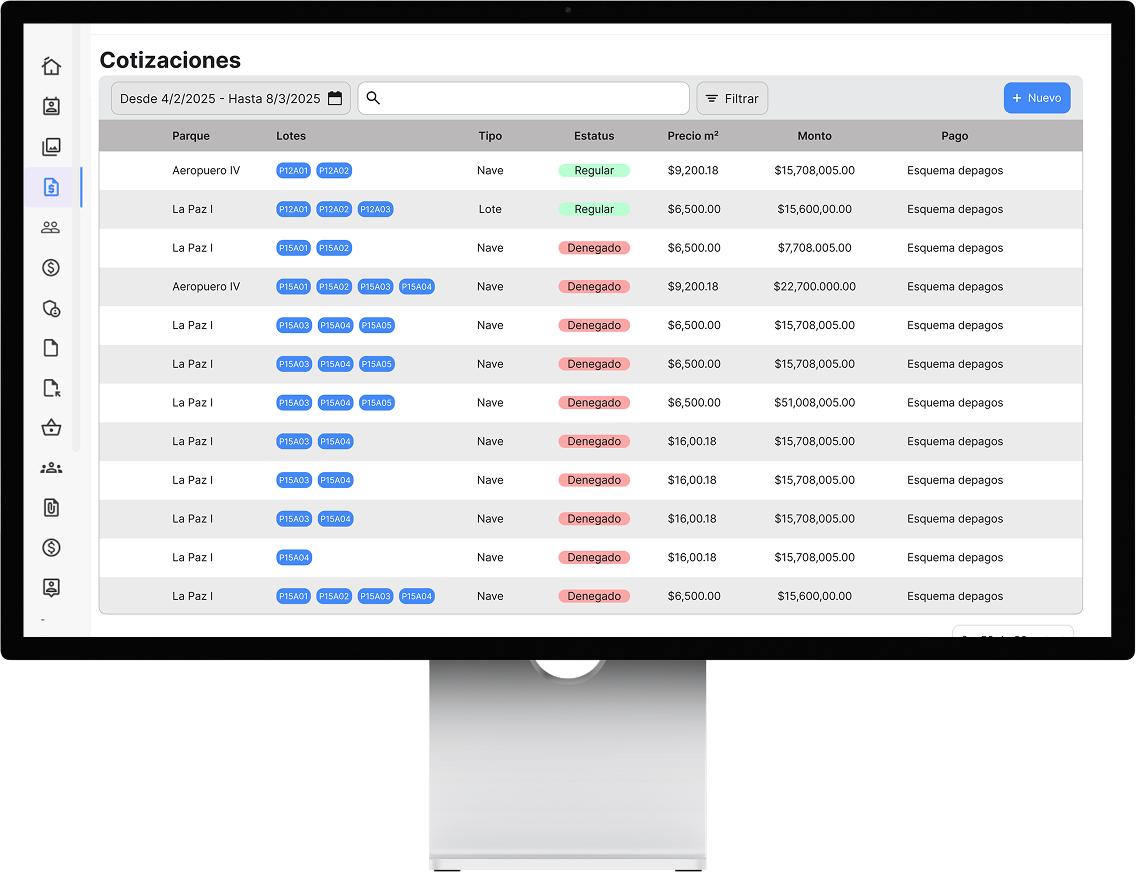 Cotizaciones
Desde 4/2/2025 - Hasta 8/3/2025 Filtrar + Nuevo
Parque Lotes Tipo Estatus Precio m² Monto Pago
Aeropuero IV P12A01 P12A02 Nave Regular $9,200.18 $15,708,005.00 Esquema depagos
La Paz I P12A01 P12A02 P12A03 Lote Regular $6,500.00 $15,600,00.00 Esquema depagos
La Paz I P15A01 P15A02 Nave Denegado $6,500.00 $7,708.005.00 Esquema depagos
Aeropuero IV P15A01 P15A02 P15A03 P15A04 Nave Denegado $9,200.18 $22,700.000.00 Esquema depagos
La Paz I P15A03 P15A04 P15A05 Nave Denegado $6,500.00 $15,708,005.00 Esquema depagos
La Paz I P15A03 P15A04 P15A05 Nave Denegado $6,500.00 $15,708,005.00 Esquema depagos
La Paz I P15A03 P15A04 P15A05 Nave Denegado $6,500.00 $51,008,005.00 Esquema depagos
La Paz I P15A03 P15A04 Nave Denegado $16,00.18 $15,708,005.00 Esquema depagos
La Paz I P15A03 P15A04 Nave Denegado $16,00.18 $15,708,005.00 Esquema depagos
La Paz I P15A03 P15A04 Nave Denegado $16,00.18 $15,708,005.00 Esquema depagos
La Paz I P15A04 Nave Denegado $16,00.18 $15,708,005.00 Esquema depagos
La Paz I P15A01 P15A02 P15A03 P15A04 Nave Denegado $6,500.00 $15,600,00.00 Esquema depagos